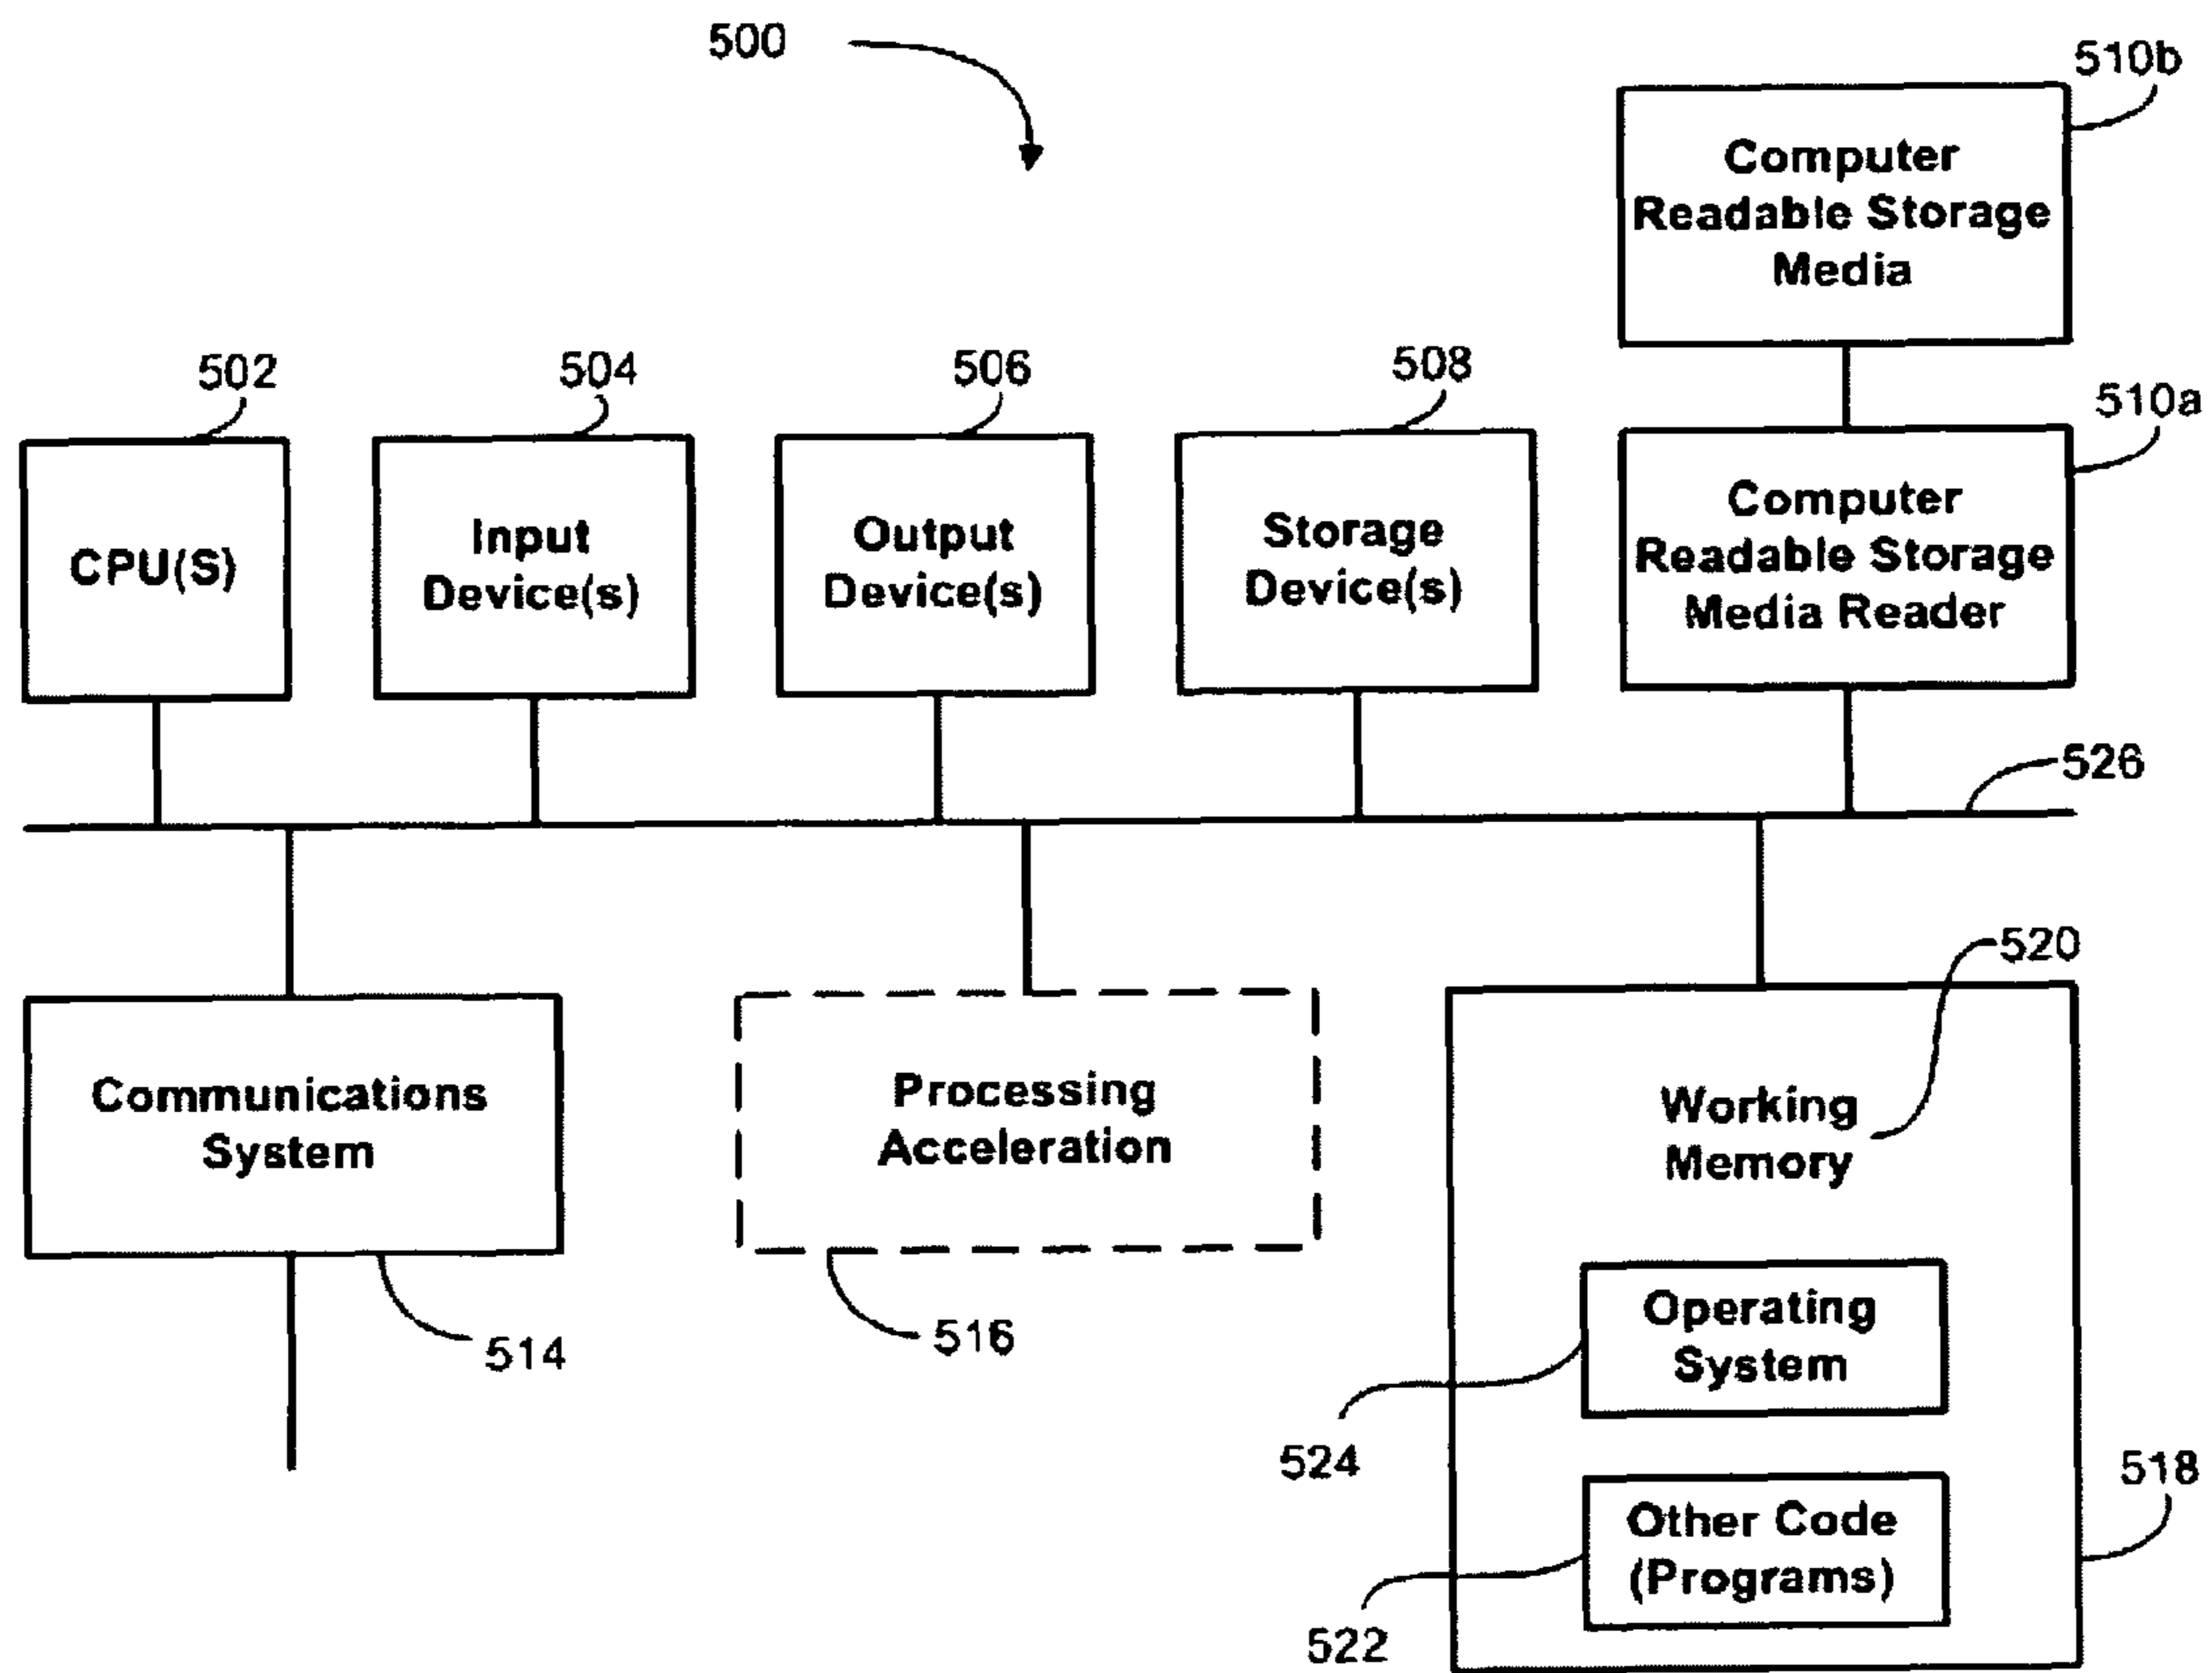 500
510b
Computer
Readable Storage
Media
502
504
506
508
510a
CPU(S)
Input
Device(s)
Output
Device(s)
Storage
Device(s)
Computer
Readable Storage
Media Reader
526
520
Communications
System
Processing
Acceleration
Working
Memory
514
516
Operating
System
524
518
Other Code
(Programs)
522